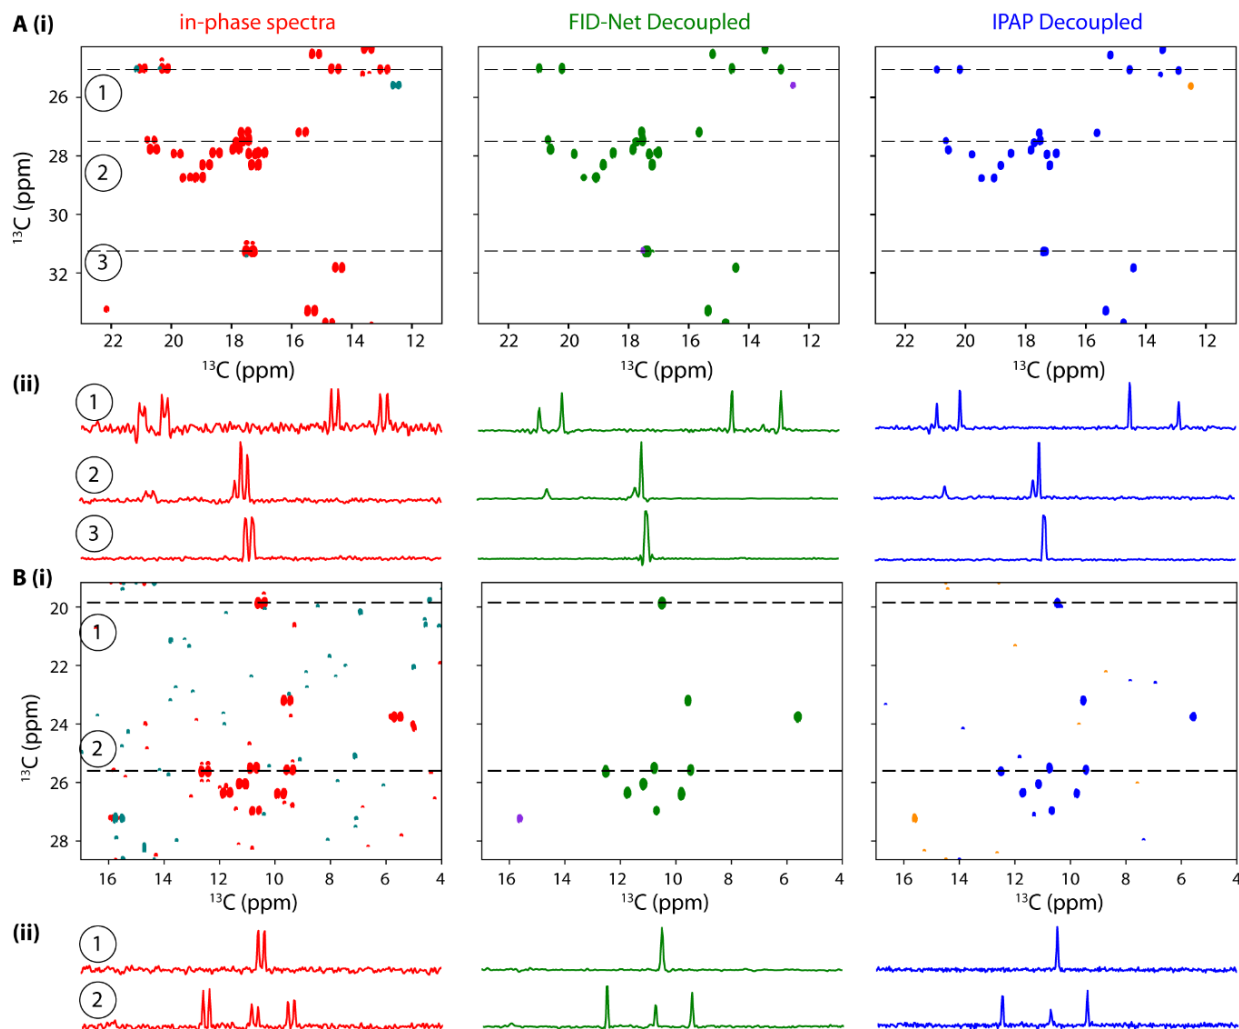 A (i) in-phase spectra FID-Net Decoupled IPAP Decoupled
1
26
2
28
30
3
32
¹³C (ppm)
22 20 18 16 14 12
22 20 18 16 14 12
22 20 18 16 14 12
¹³C (ppm) ¹³C (ppm) ¹³C (ppm)
(ii)
1
2
3
B (i)
20
1
22
24
2
26
28
¹³C (ppm)
16 14 12 10 8 6 4
16 14 12 10 8 6 4
16 14 12 10 8 6 4
¹³C (ppm) ¹³C (ppm) ¹³C (ppm)
(ii)
1
2